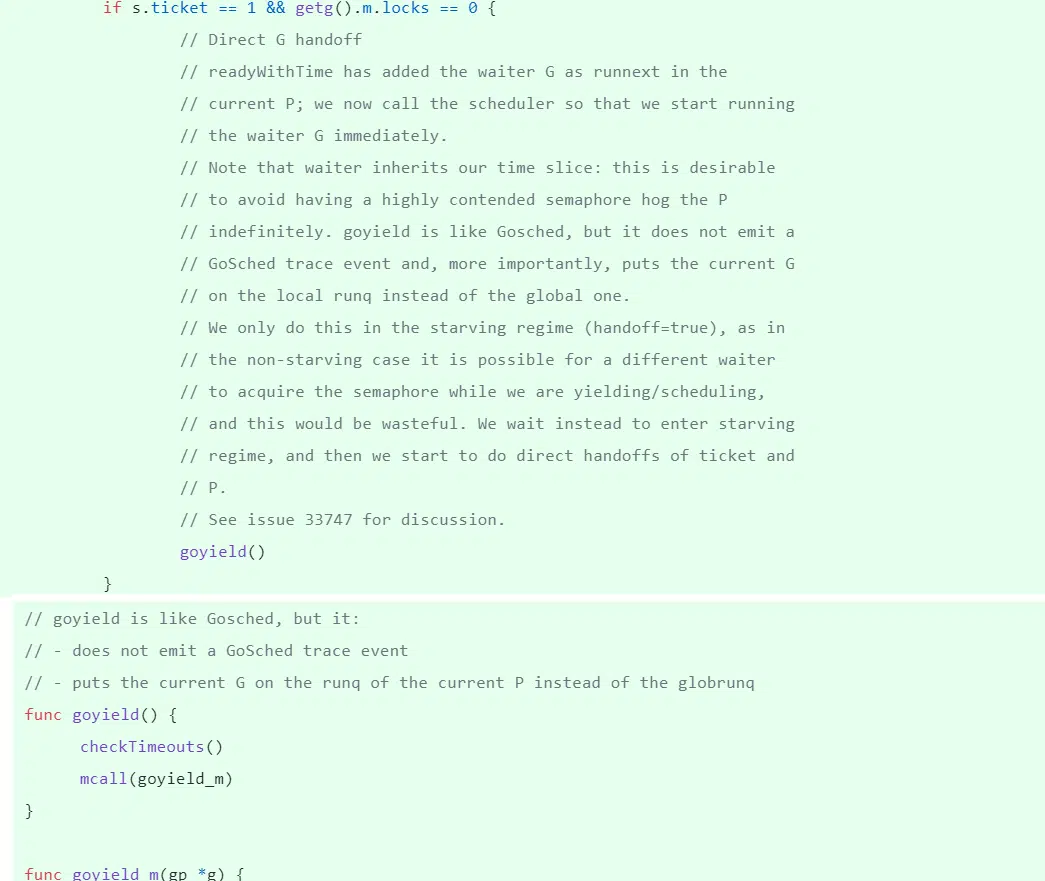 if s.ticket == 1 && getg().m.locks == 0 {
// Direct G handoff
// readyWithTime has added the waiter G as runnext in the
// current P; we now call the scheduler so that we start running
// the waiter G immediately.
// Note that waiter inherits our time slice: this is desirable
// to avoid having a highly contended semaphore hog the P
// indefinitely. goyield is like Gosched, but it does not emit a
// GoSched trace event and, more importantly, puts the current G
// on the local runq instead of the global one.
// We only do this in the starving regime (handoff=true), as in
// the non-starving case it is possible for a different waiter
// to acquire the semaphore while we are yielding/scheduling,
// and this would be wasteful. We wait instead to enter starving
// regime, and then we start to do direct handoffs of ticket and
// P.
// See issue 33747 for discussion.
goyield()
}
// goyield is like Gosched, but it:
// - does not emit a GoSched trace event
// - puts the current G on the runq of the current P instead of the globrunq
func goyield() {
checkTimeouts()
mcall(goyield_m)
}
func goyield_m(gp *g) {